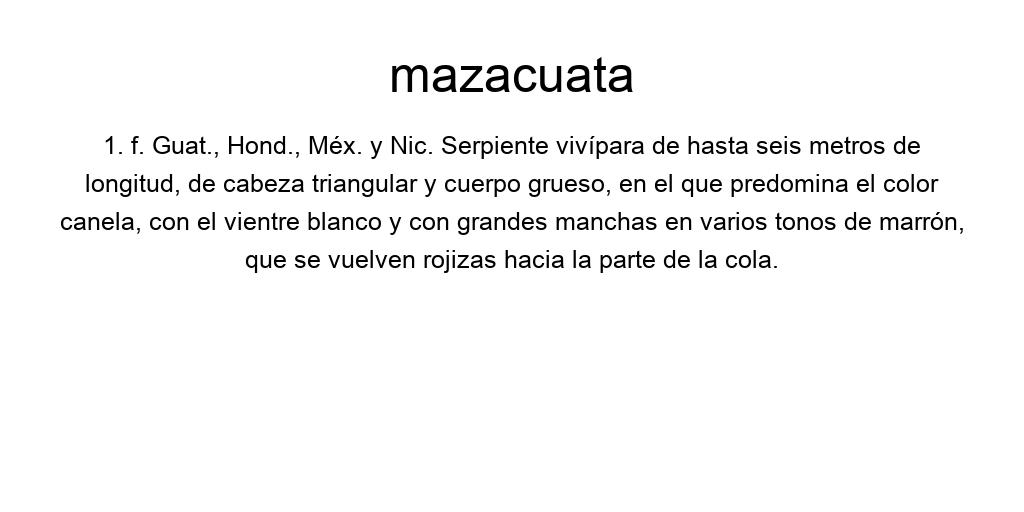 mazacuata
1. f. Guat., Hond., Méx. y Nic. Serpiente vivípara de hasta seis metros de
longitud, de cabeza triangular y cuerpo grueso, en el que predomina el color
canela, con el vientre blanco y con grandes manchas en varios tonos de marrón,
que se vuelven rojizas hacia la parte de la cola.